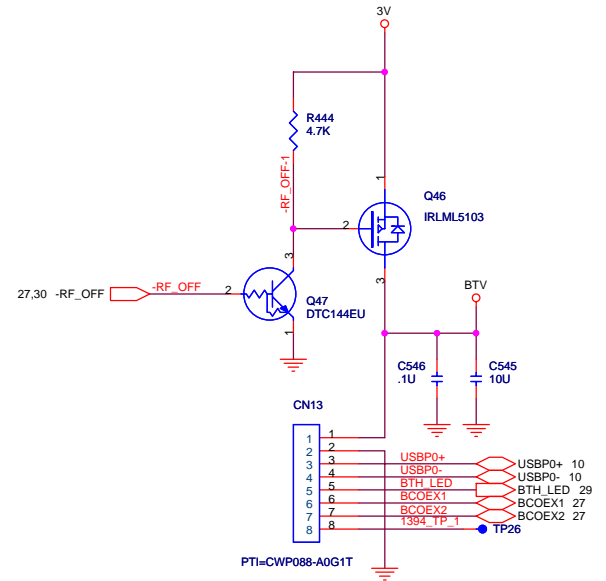 3V
R444
4.7K
-RF_OFF-1
1
Q46
IRLML5103
2
3
3
27,30 -RF_OFF
-RF_OFF
2
Q47
DTC144EU
1
BTV
C546
.1U
C545
10U
CN13
1 1
2 2
3 3 USBP0+ USBP0+ 10
4 4 USBP0- USBP0- 10
5 5 BTH_LED BTH_LED 29
6 6 BCOEX1 BCOEX1 27
7 7 BCOEX2 BCOEX2 27
8 8 1394_TP_1 TP26
PTI=CWP088-A0G1T